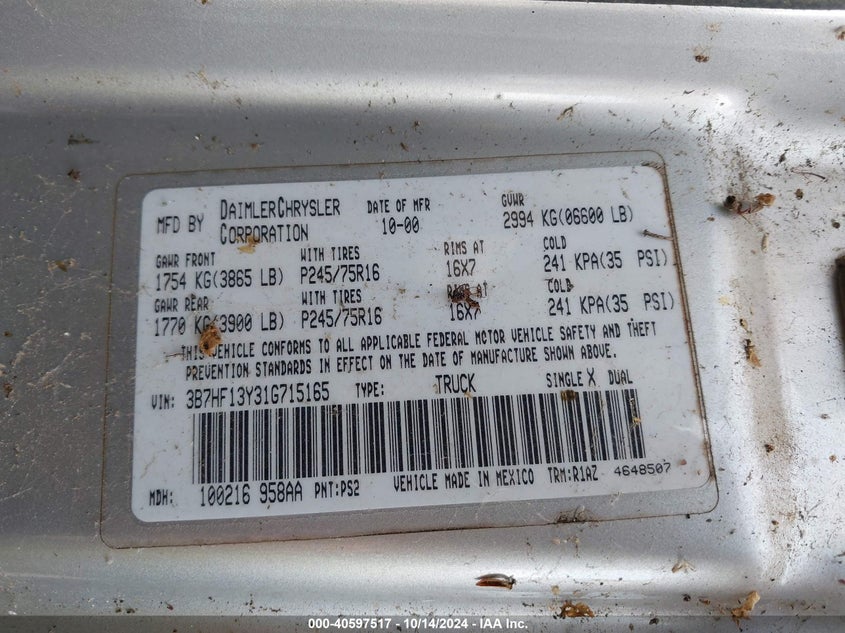 MFD BY DAIMLERCHRYSLER CORPORATION DATE OF MFR 10-00 GVWR 2994 KG(06600 LB)
GAWR FRONT WITH TIRES RIMS AT COLD
1754 KG(3865 LB) P245/75R16 16X7 241 KPA(35 PSI)
GAWR REAR WITH TIRES RIMS AT COLD
1770 KG(3900 LB) P245/75R16 16X7 241 KPA(35 PSI)
THIS VEHICLE CONFORMS TO ALL APPLICABLE FEDERAL MOTOR VEHICLE SAFETY AND THEFT
PREVENTION STANDARDS IN EFFECT ON THE DATE OF MANUFACTURE SHOWN ABOVE.
VIN: 3B7HF13Y31G715165 TYPE: TRUCK SINGLE X DUAL
MDH: 100216 958AA PNT:PS2 VEHICLE MADE IN MEXICO TRM:R1AZ 4648507
000-40597517 - 10/14/2024 - IAA Inc.